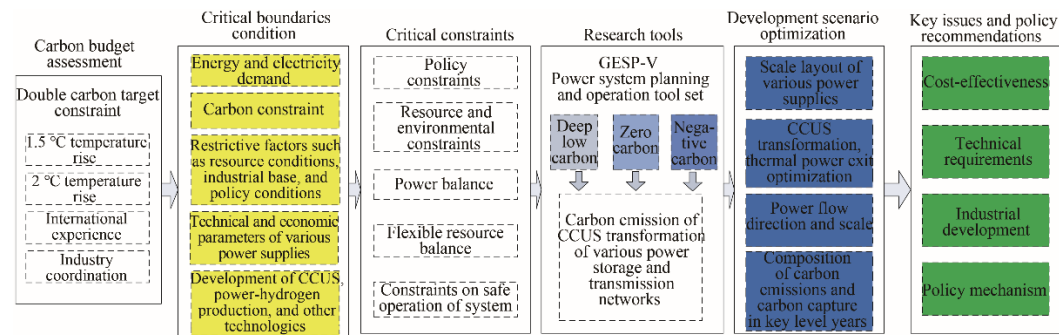 Carbon budget
assessment
Double carbon target
constraint
1.5 ℃ temperature
rise
2 ℃ temperature
rise
International
experience
Industry
coordination
Critical boundaries
condition
Energy and electricity
demand
Carbon constraint
Restrictive factors such
as resource conditions,
industrial base, and
policy conditions
Technical and economic
parameters of various
power supplies
Development of CCUS,
power-hydrogen
production, and other
technologies
Critical constraints
Policy
constraints
Resource and
environmental
constraints
Power balance
Flexible resource
balance
Constraints on safe
operation of system
Research tools
GESP-V
Power system planning
and operation tool set
Deep
low
carbon
Zero
carbon
Nega-
tive
carbon
Carbon emission of
CCUS transformation
of various power
storage and
transmission
networks
Development scenario
optimization
Scale layout of
various power
supplies
CCUS
transformation,
thermal power exit
optimization
Power flow
direction and scale
Composition
of carbon
emissions and
carbon capture
in key level years
Key issues and policy
recommendations
Cost-effectiveness
Technical
requirements
Industrial
development
Policy mechanism